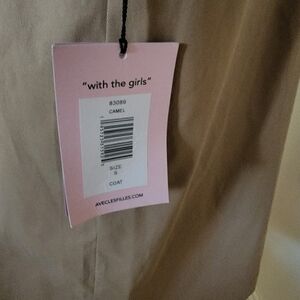 "with the girls"
83089
CAMEL
SIZE
S
COAT
AVECLESFILLES.COM